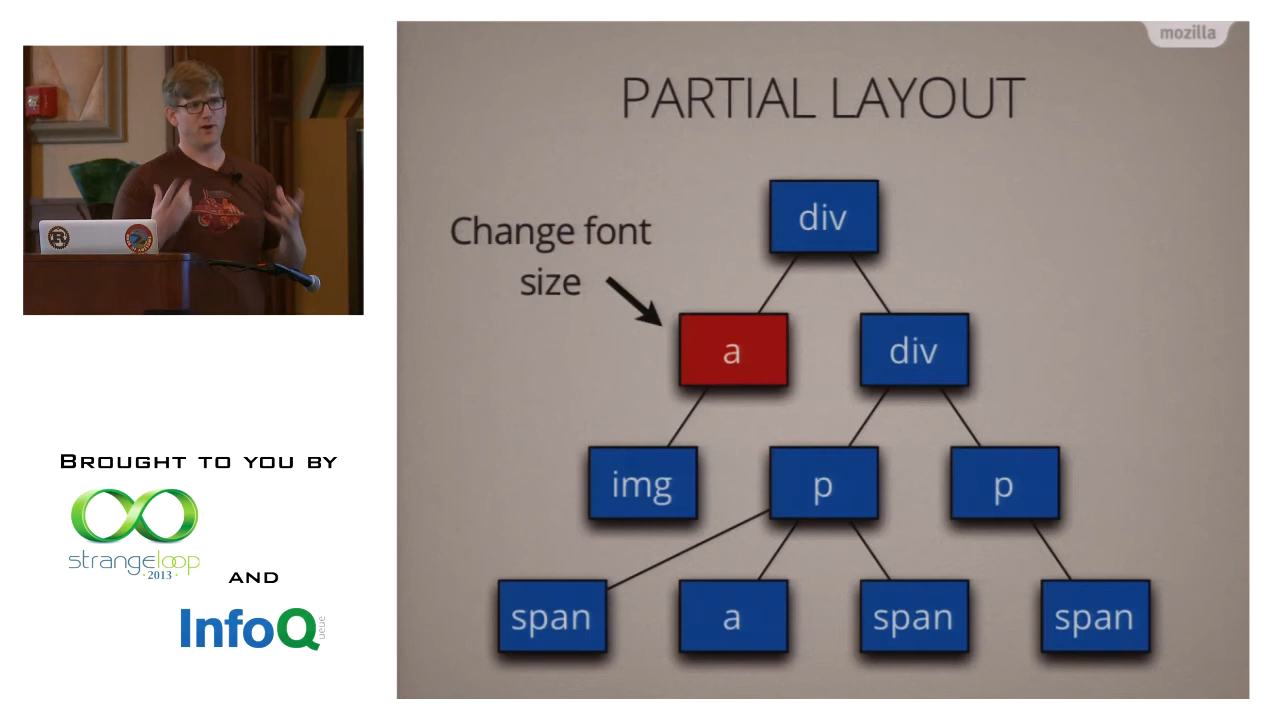 mozilla
PARTIAL LAYOUT
Change font
size
div
a
div
img
p
p
span
a
span
span
BROUGHT TO YOU BY
strangeloop
·2013·
AND
InfoQ
ueue
R